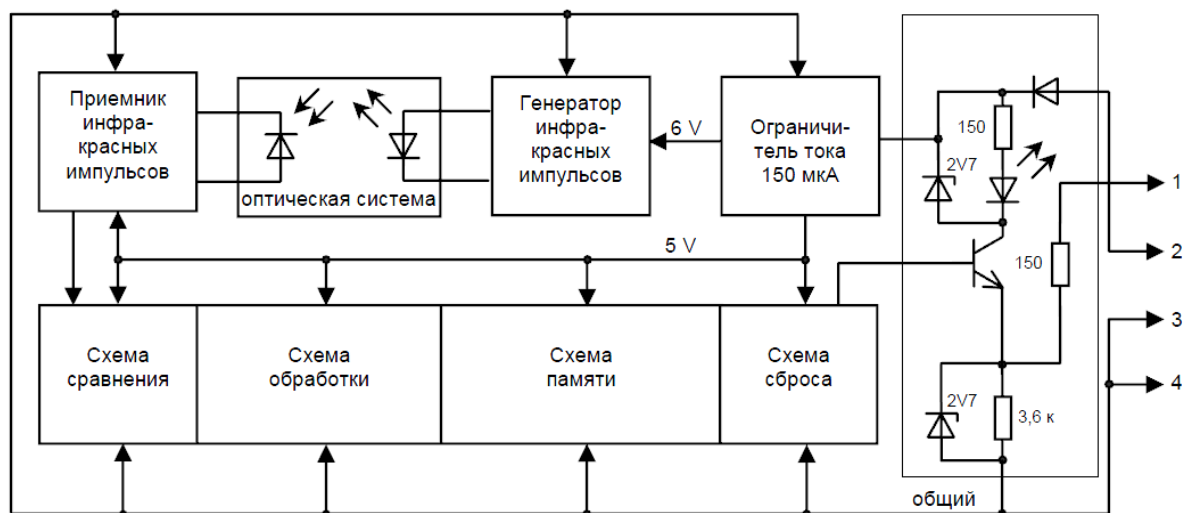 Приемник
инфра-
красных
импульсов
оптическая система
Генератор
инфра-
красных
импульсов
6 V
Ограничи-
тель тока
150 мкА
150
2V7
1
150
2
5 V
3
4
Схема
сравнения
Схема
обработки
Схема
памяти
Схема
сброса
2V7
3,6 к
общий